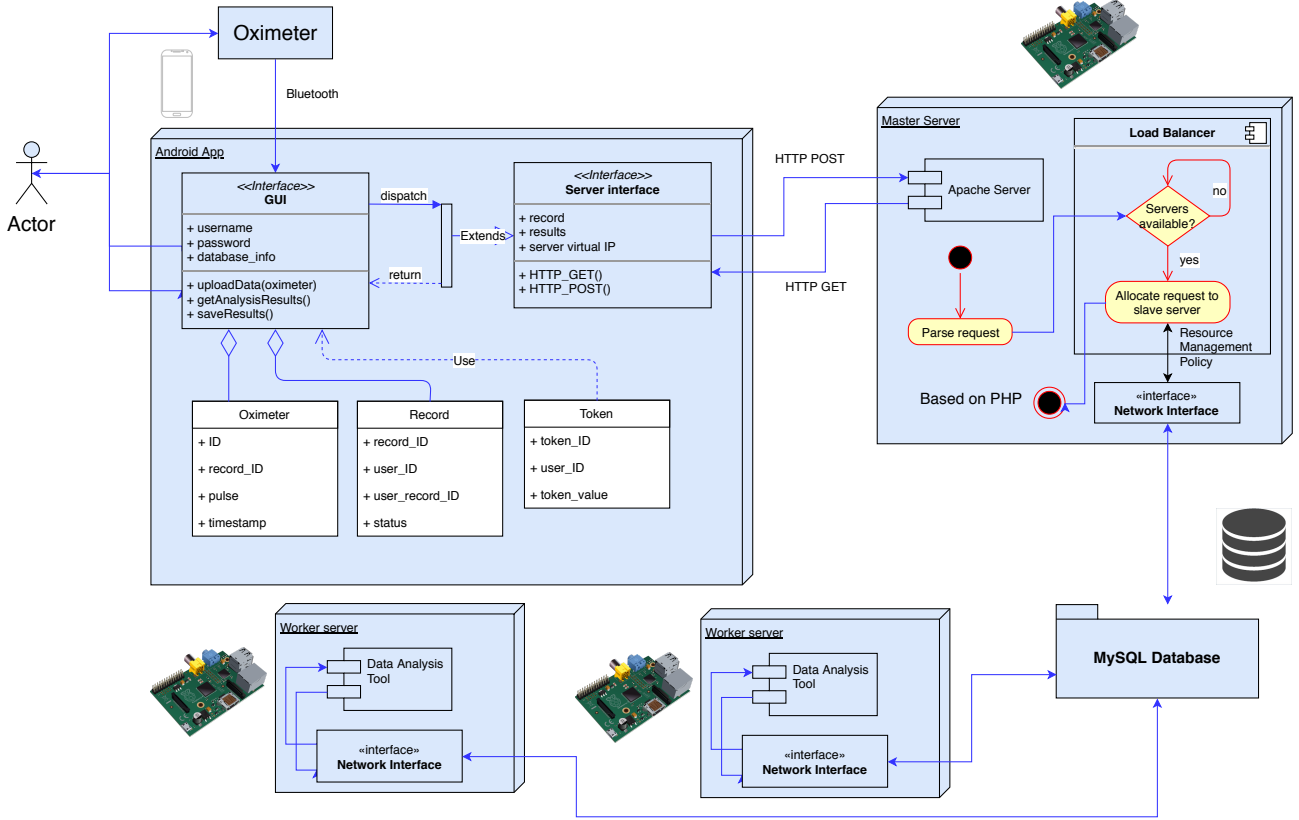 Oximeter
Bluetooth
Actor
Android App
<<Interface>>
GUI
+ username
+ password
+ database_info
+ uploadData(oximeter)
+ getAnalysisResults()
+ saveResults()
dispatch
Extends
return
<<Interface>>
Server interface
+ record
+ results
+ server virtual IP
+ HTTP_GET()
+ HTTP_POST()
Use
Oximeter
+ ID
+ record_ID
+ pulse
+ timestamp
Record
+ record_ID
+ user_ID
+ user_record_ID
+ status
Token
+ token_ID
+ user_ID
+ token_value
HTTP POST
HTTP GET
Master Server
Apache Server
Load Balancer
Servers
available?
no
yes
Allocate request to
slave server
Parse request
Resource
Management
Policy
Based on PHP
«interface»
Network Interface
MySQL Database
Worker server
Data Analysis
Tool
«interface»
Network Interface
Worker server
Data Analysis
Tool
«interface»
Network Interface